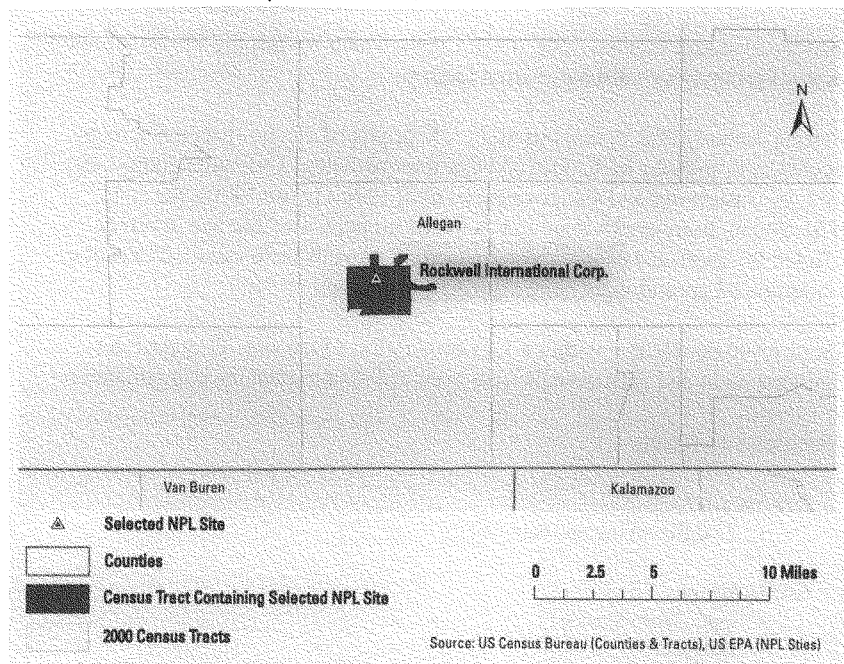 N
Allegan
Rockwell International Corp.
Van Buren
Kalamazoo
Selected NPL Site
Counties
Census Tract Containing Selected NPL Site
2000 Census Tracts
0 2.5 5 10 Miles
Source: US Census Bureau (Counties & Tracts), US EPA (NPL Sties)